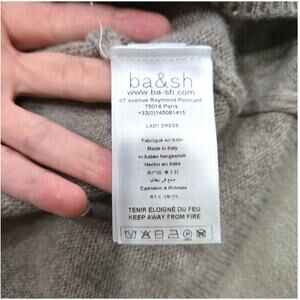 ba&sh
www.ba-sh.com
47 avenue Raymond Poincaré
75016 Paris
+33(0)145081415
LADY DRESS
Fabriqué en Italie
Made in Italy
in Italien hergestellt
Hecho en Italia
Сделано в Италии
TENIR ELOIGNÉ DU FEU
KEEP AWAY FROM FIRE